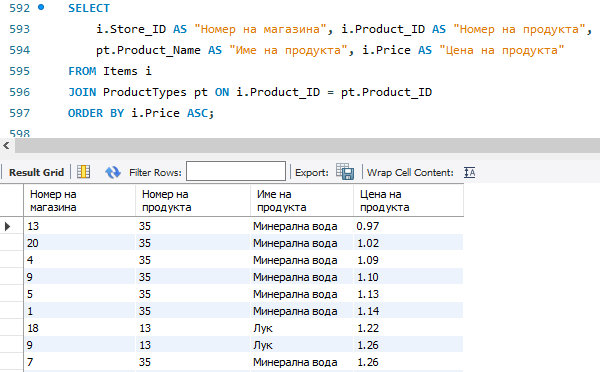 592 SELECT
593 i.Store_ID AS "Номер на магазина", i.Product_ID AS "Номер на продукта",
594 pt.Product_Name AS "Име на продукта", i.Price AS "Цена на продукта"
595 FROM Items i
596 JOIN ProductTypes pt ON i.Product_ID = pt.Product_ID
597 ORDER BY i.Price ASC;
598
Result Grid Filter Rows: Export: Wrap Cell Content:
Номер на магазина Номер на продукта Име на продукта Цена на продукта
13 35 Минерална вода 0.97
20 35 Минерална вода 1.02
4 35 Минерална вода 1.09
9 35 Минерална вода 1.10
5 35 Минерална вода 1.13
1 35 Минерална вода 1.14
18 13 Лук 1.22
9 13 Лук 1.26
7 35 Минерална вода 1.26